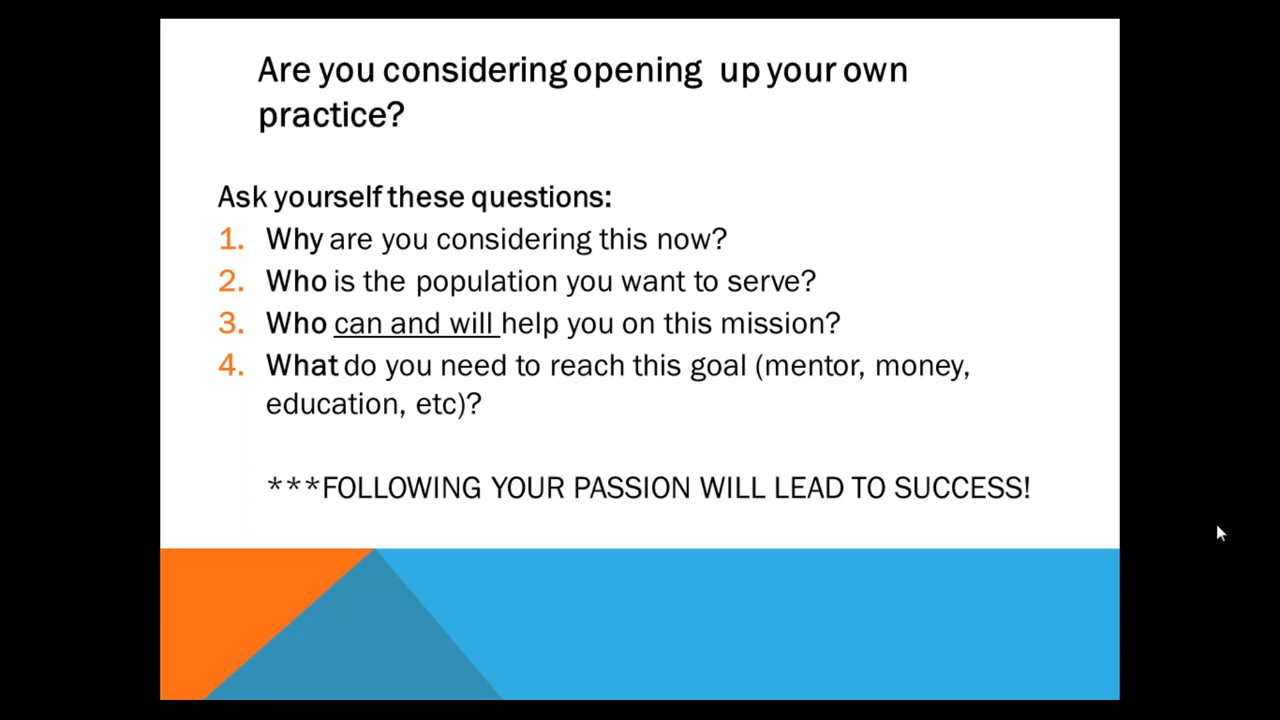 Are you considering opening  up your own
practice?
Ask yourself these questions:
1. Why are you considering this now?
2. Who is the population you want to serve?
3. Who can and will help you on this mission?
4. What do you need to reach this goal (mentor, money,
education, etc)?
***FOLLOWING YOUR PASSION WILL LEAD TO SUCCESS!